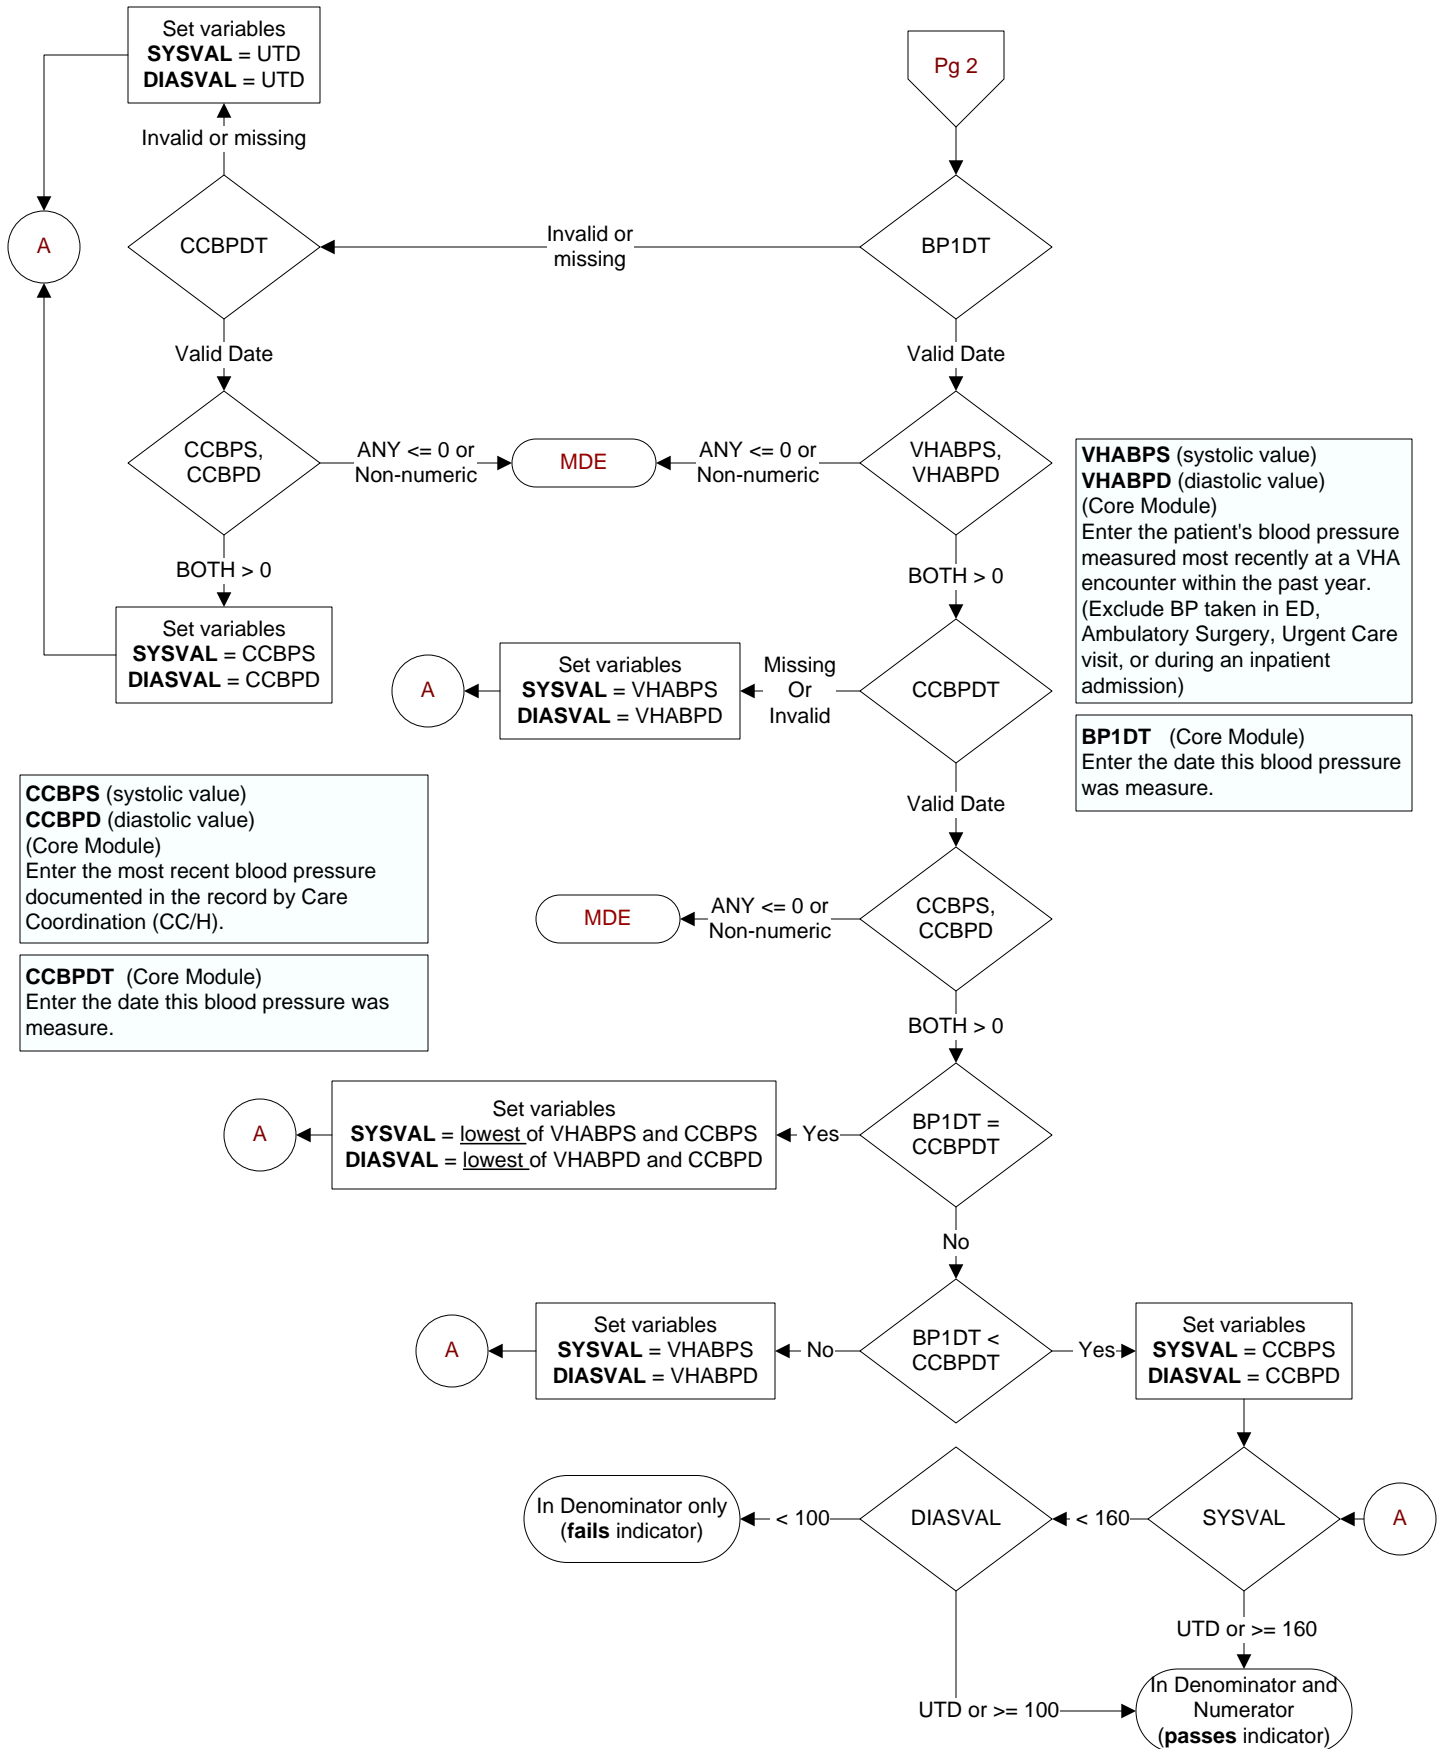 Set variables
SYSVAL = UTD
DIASVAL = UTD
Pg 2
Invalid or missing
A
CCBPDT
Invalid or
missing
BP1DT
Valid Date
Valid Date
CCBPS,
CCBPD
ANY <= 0 or
Non-numeric
MDE
ANY <= 0 or
Non-numeric
VHABPS,
VHABPD
VHABPS (systolic value)
VHABPD (diastolic value)
(Core Module)
Enter the patient's blood pressure
measured most recently at a VHA
encounter within the past year.
(Exclude BP taken in ED,
Ambulatory Surgery, Urgent Care
visit, or during an inpatient
admission)
BOTH > 0
BOTH > 0
Set variables
SYSVAL = CCBPS
DIASVAL = CCBPD
A
Set variables
SYSVAL = VHABPS
DIASVAL = VHABPD
Missing
Or
Invalid
CCBPDT
BP1DT (Core Module)
Enter the date this blood pressure
was measure.
CCBPS (systolic value)
CCBPD (diastolic value)
(Core Module)
Enter the most recent blood pressure
documented in the record by Care
Coordination (CC/H).
Valid Date
MDE
ANY <= 0 or
Non-numeric
CCBPS,
CCBPD
CCBPDT (Core Module)
Enter the date this blood pressure was
measure.
BOTH > 0
A
Set variables
SYSVAL = lowest of VHABPS and CCBPS
DIASVAL = lowest of VHABPD and CCBPD
Yes
BP1DT =
CCBPDT
No
A
Set variables
SYSVAL = VHABPS
DIASVAL = VHABPD
No
BP1DT <
CCBPDT
Yes
Set variables
SYSVAL = CCBPS
DIASVAL = CCBPD
In Denominator only
(fails indicator)
< 100
DIASVAL
< 160
SYSVAL
A
UTD or >= 160
UTD or >= 100
In Denominator and
Numerator
(passes indicator)